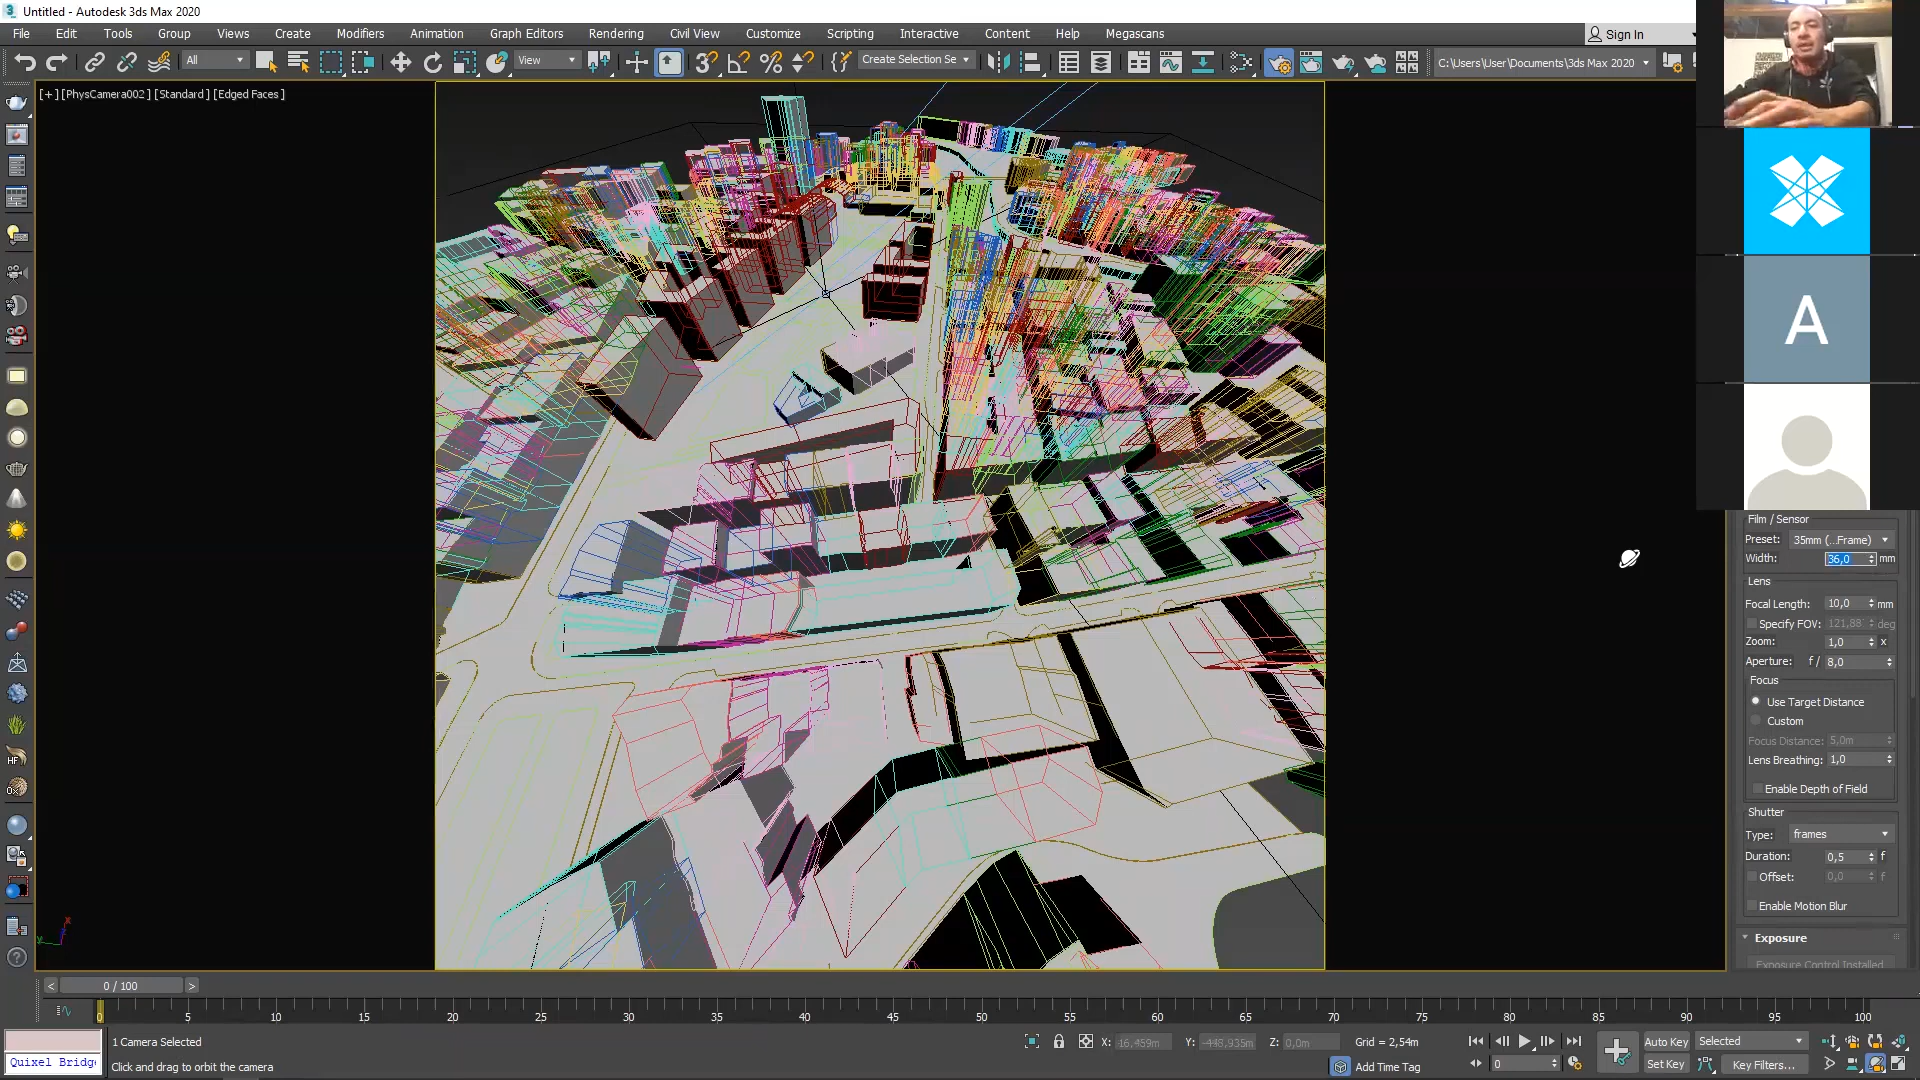 Untitled - Autodesk 3ds Max 2020
File Edit Tools Group Views Create Modifiers Animation Graph Editors Rendering Civil View Customize Scripting Interactive Content Help Megascans
Sign In
All
View
Create Selection Se
C:\Users\User\Documents\3ds Max 2020
[+] [PhysCamera002] [Standard] [Edged Faces]
A
Film / Sensor
Preset: 35mm (...Frame)
Width: 36,0 mm
Lens
Focal Length: 10,0 mm
Specify FOV: 121,88 deg
Zoom: 1,0 x
Aperture: f / 8,0
Focus
Use Target Distance
Custom
Focus Distance: 5,0m
Lens Breathing: 1,0
Enable Depth of Field
Shutter
Type: frames
Duration: 0,5 f
Offset: 0,0 f
Enable Motion Blur
Exposure
Exposure Control Installed
HF
< 0 / 100 >
0 5 10 15 20 25 30 35 40 45 50 55 60 65 70 75 80 85 90 95 100
1 Camera Selected
X: -16,459m Y: -448,935m Z: 0,0m Grid = 2,54m
Auto Key Selected
Quixel Bridg
Click and drag to orbit the camera
Add Time Tag
0
Set Key Key Filters...